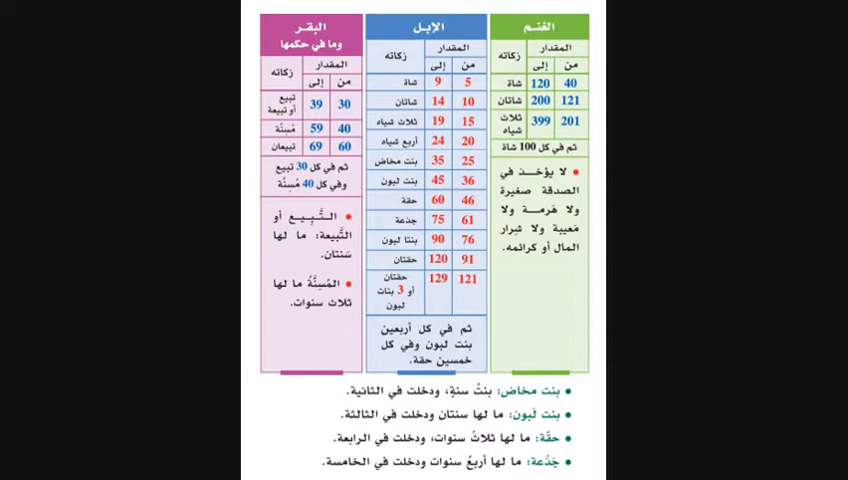 الغنم
المقدار زكاته
من إلى
40 120 شاة
121 200 شاتان
201 399 ثلاث شياه
ثم في كل 100 شاة
• لا يؤخذ في
الصدقة صغيرة
ولا هَرمة ولا
مَعيبة ولا شِرار
المال أو كرائمه.
الإبل
المقدار زكاته
من إلى
5 9 شاة
10 14 شاتان
15 19 ثلاث شياه
20 24 أربع شياه
25 35 بنت مخاض
36 45 بنت لبون
46 60 حقة
61 75 جذعة
76 90 بنتا لبون
91 120 حقتان
121 129 حقتان
أو 3 بنات
لبون
ثم في كل أربعين
بنت لبون وفي كل
خمسين حقة.
البقر
وما في حكمها
المقدار زكاته
من إلى
30 39 تبيع
أو تبيعة
40 59 مُسِنَّة
60 69 تبيعان
ثم في كل 30 تبيع
وفي كل 40 مُسِنَّة
• التَّبِيع أو
التَّبيعة: ما لها
سَنتان.
• المُسِنَّةُ ما لها
ثلاث سنوات.
• بنت مخاض: بنتُ سنةٍ، ودخلت في الثانية.
• بنت لَبون: ما لها سنتان ودخلت في الثالثة.
• حقّة: ما لها ثلاثُ سنوات، ودخلت في الرابعة.
• جَذَعة: ما لها أربعُ سنوات ودخلت في الخامسة.